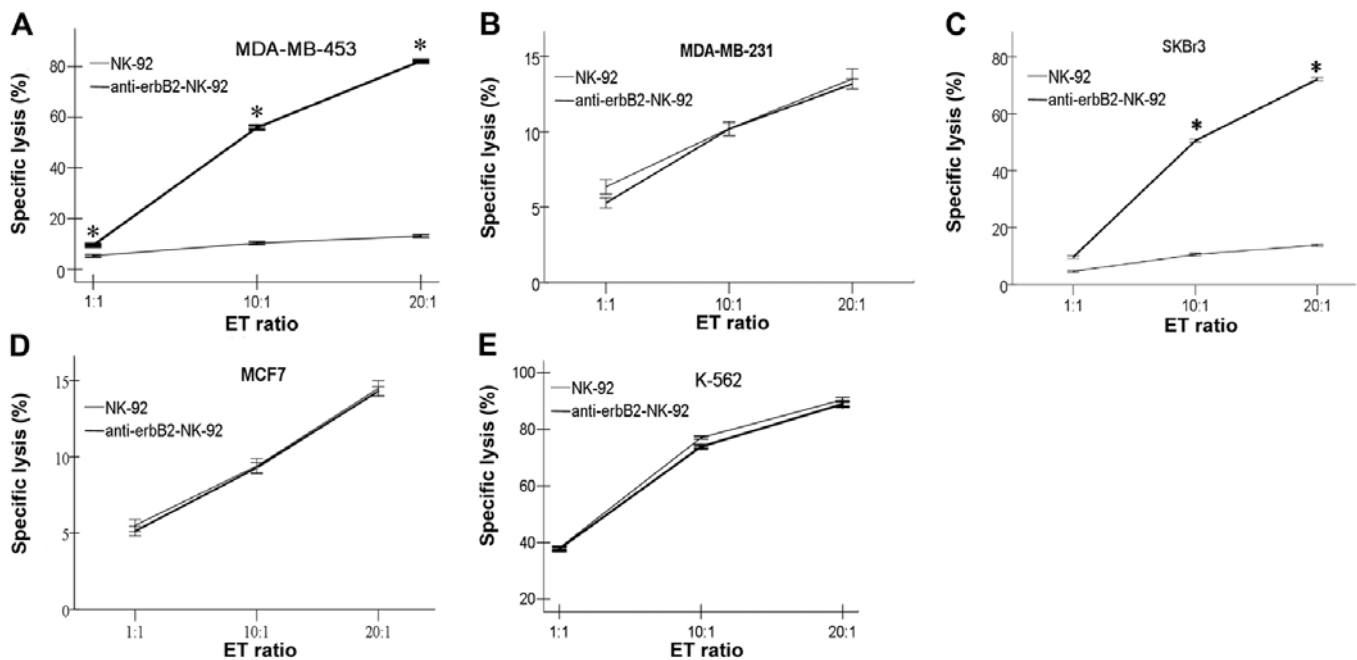 A
MDA-MB-453
NK-92
anti-erbB2-NK-92
Specific lysis (%)
80
60
40
20
0
*
*
*
1:1
10:1
20:1
ET ratio
B
MDA-MB-231
NK-92
anti-erbB2-NK-92
Specific lysis (%)
15
10
5
0
1:1
10:1
20:1
ET ratio
C
SKBr3
NK-92
anti-erbB2-NK-92
Specific lysis (%)
80
60
40
20
0
*
*
1:1
10:1
20:1
ET ratio
D
MCF7
NK-92
anti-erbB2-NK-92
Specific lysis (%)
15
10
5
0
1:1
10:1
20:1
ET ratio
E
K-562
NK-92
anti-erbB2-NK-92
Specific lysis (%)
100
80
60
40
20
1:1
10:1
20:1
ET ratio